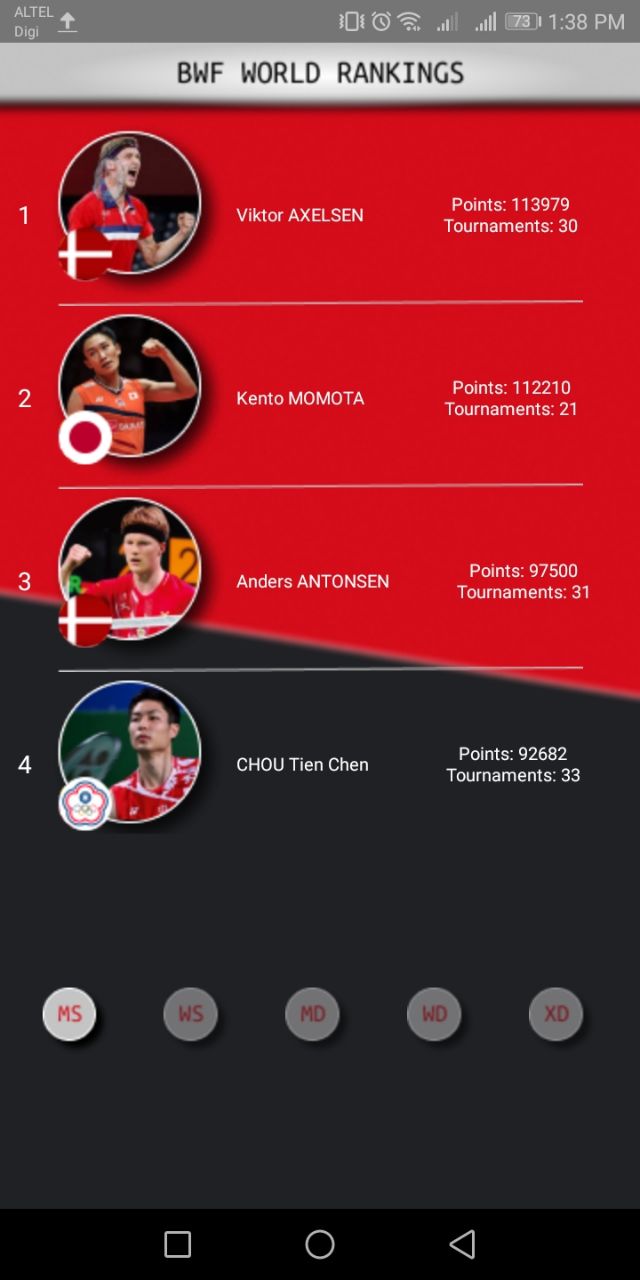 ALTEL
Digi
73
1:38 PM
BWF WORLD RANKINGS
1
Viktor AXELSEN
Points: 113979
Tournaments: 30
2
Kento MOMOTA
Points: 112210
Tournaments: 21
3
Anders ANTONSEN
Points: 97500
Tournaments: 31
R
2
4
CHOU Tien Chen
Points: 92682
Tournaments: 33
MS
WS
MD
WD
XD